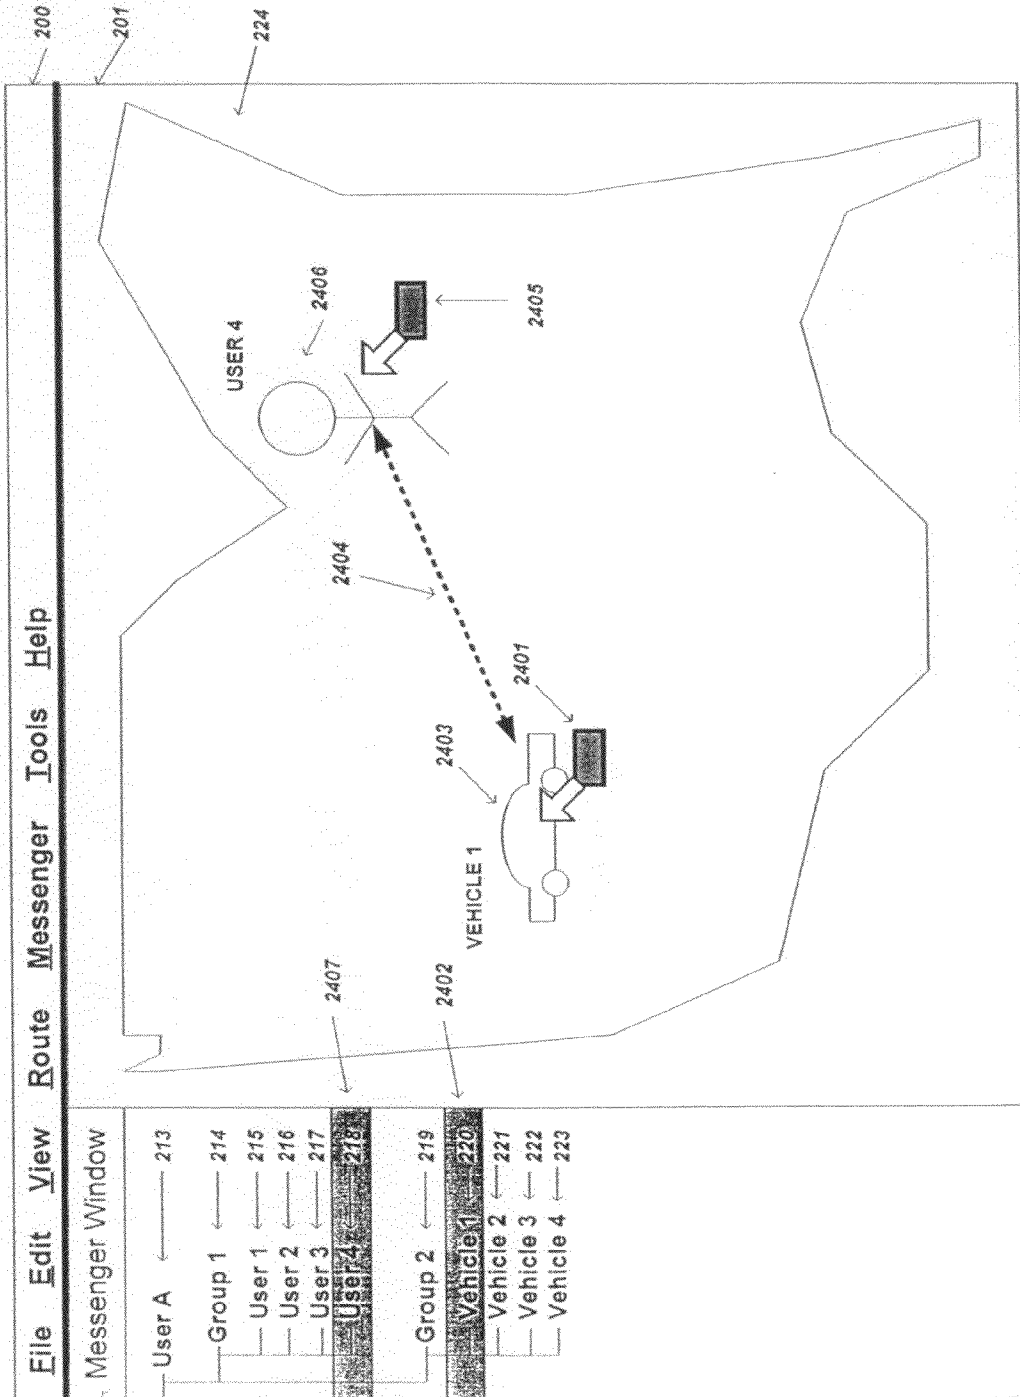 200
201
File Edit View Route Messenger Tools Help
Messenger Window
224
User A 213
Group 1 214
User 1 215
User 2 216
User 3 217
User 4 218
Group 2 219
Vehicle 1 220
Vehicle 2 221
Vehicle 3 222
Vehicle 4 223
2407
2402
USER 4
2406
2405
2404
VEHICLE 1
2403
2401